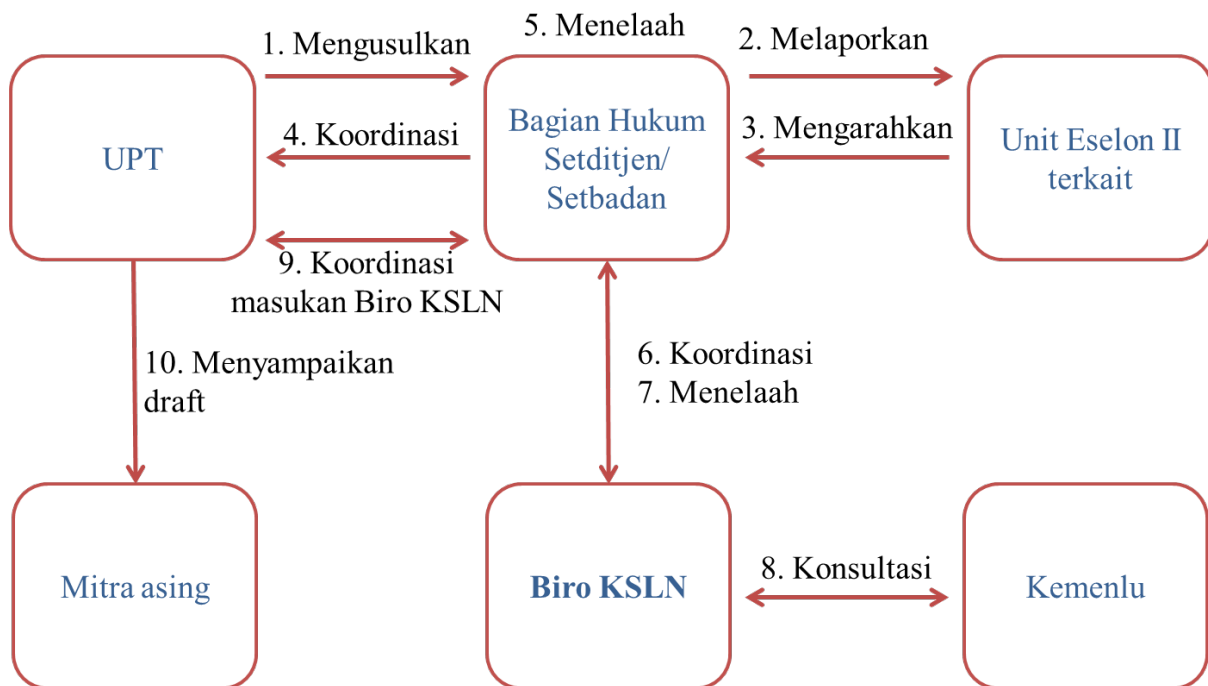 1. Mengusulkan
5. Menelaah
2. Melaporkan
UPT
4. Koordinasi
Bagian Hukum
Setditjen/
Setbadan
3. Mengarahkan
Unit Eselon II
terkait
9. Koordinasi
masukan Biro KSLN
10. Menyampaikan
draft
6. Koordinasi
7. Menelaah
Mitra asing
Biro KSLN
8. Konsultasi
Kemenlu